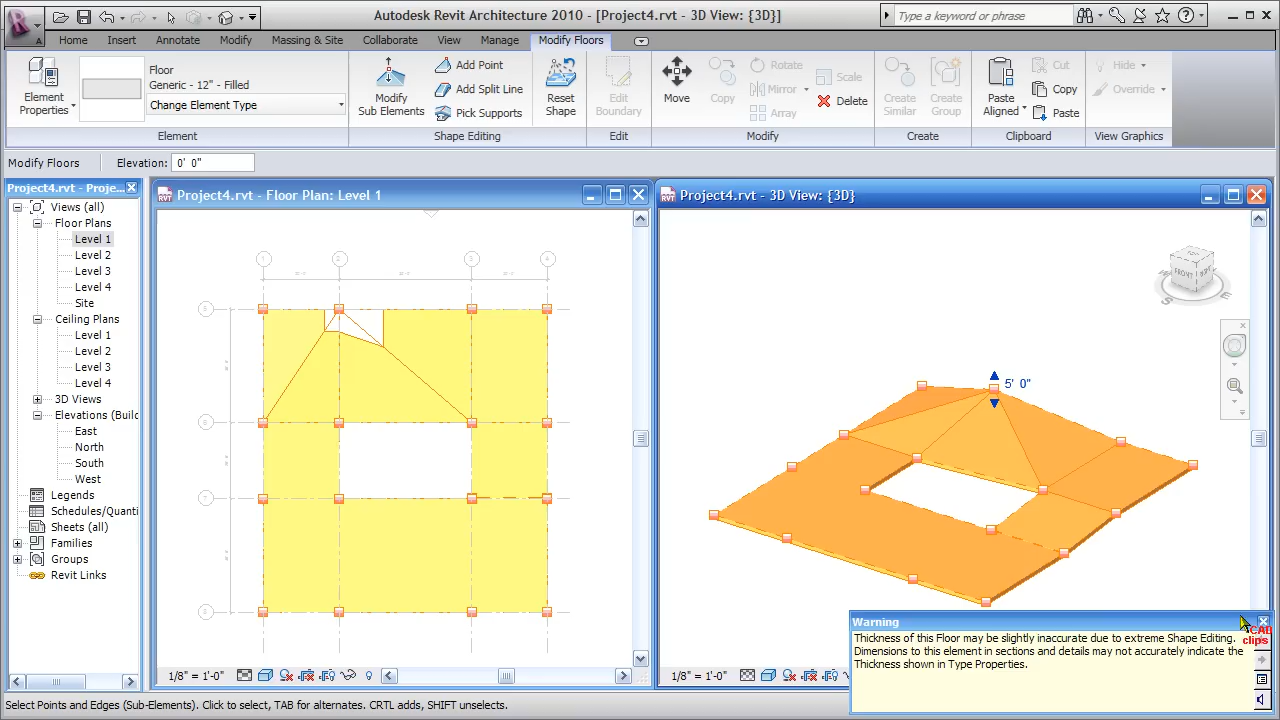 Autodesk Revit Architecture 2010 - [Project4.rvt - 3D View: {3D}]
Type a keyword or phrase
Home Insert Annotate Modify Massing & Site Collaborate View Manage Modify Floors
Element
Properties
Floor
Generic - 12" - Filled
Change Element Type
Element
Modify
Sub Elements
Add Point
Add Split Line
Pick Supports
Reset
Shape
Shape Editing
Edit
Boundary
Edit
Move
Copy
Rotate
Mirror
Array
Scale
Delete
Modify
Create
Similar
Create
Group
Create
Paste
Aligned
Cut
Copy
Paste
Clipboard
Hide
Override
View Graphics
Modify Floors
Elevation: 0' 0"
Project4.rvt - Proje...
Views (all)
Floor Plans
Level 1
Level 2
Level 3
Level 4
Site
Ceiling Plans
Level 1
Level 2
Level 3
Level 4
3D Views
Elevations (Build
East
North
South
West
Legends
Schedules/Quanti
Sheets (all)
Families
Groups
Revit Links
Project4.rvt - Floor Plan: Level 1
1 2 3 4
1/8" = 1'-0"
Project4.rvt - 3D View: {3D}
FRONT
5' 0"
1/8" = 1'-0"
Warning
Thickness of this Floor may be slightly inaccurate due to extreme Shape Editing.
Dimensions to this element in sections and details may not accurately indicate the
Thickness shown in Type Properties.
CAD
clips
Select Points and Edges (Sub-Elements). Click to select, TAB for alternates. CRTL adds, SHIFT unselects.